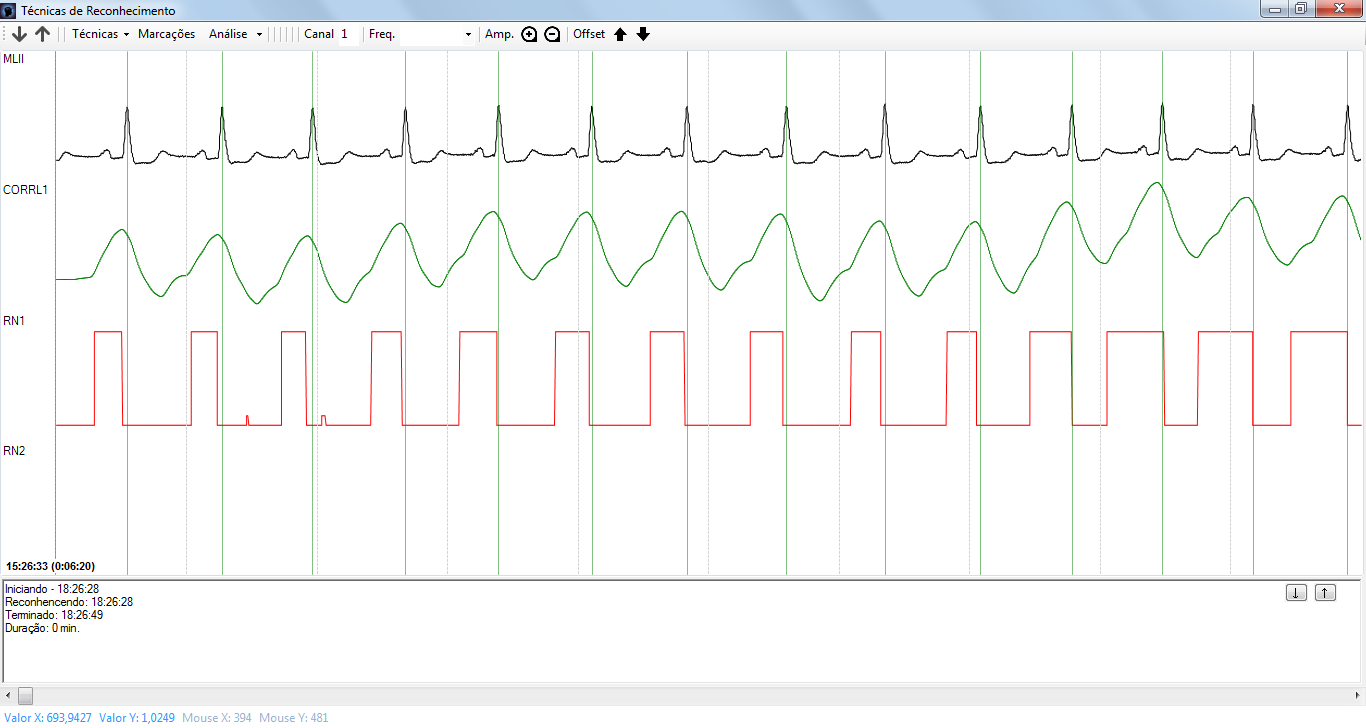 Técnicas de Reconhecimento
Técnicas Marcações Análise Canal 1 Freq. Amp. Offset
MLII
CORRL1
RN1
RN2
15:26:33 (0:06:20)
Iniciando - 18:26:28
Reconhencendo: 18:26:28
Terminado: 18:26:49
Duração: 0 min.
Valor X: 693,9427 Valor Y: 1,0249 Mouse X: 394 Mouse Y: 481